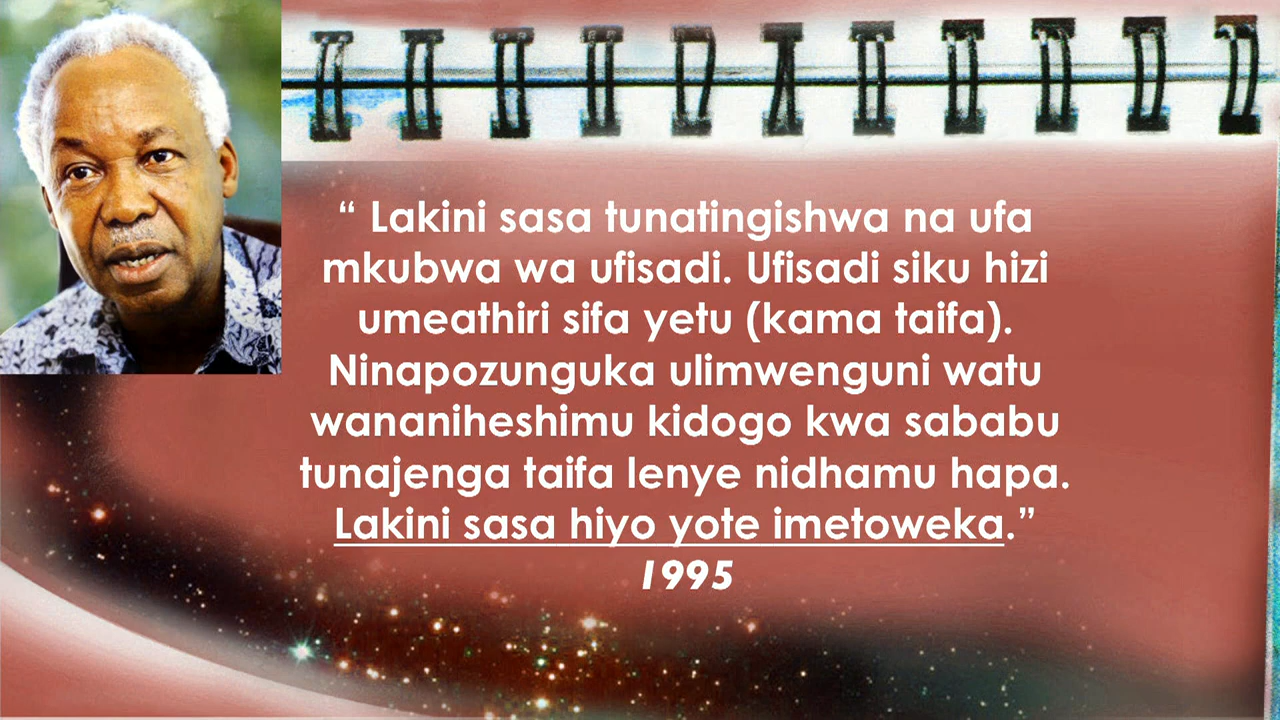 “ Lakini sasa tunatingishwa na ufa
mkubwa wa ufisadi. Ufisadi siku hizi
umeathiri sifa yetu (kama taifa).
Ninapozunguka ulimwenguni watu
wananiheshimu kidogo kwa sababu
tunajenga taifa lenye nidhamu hapa.
Lakini sasa hiyo yote imetoweka.”
1995